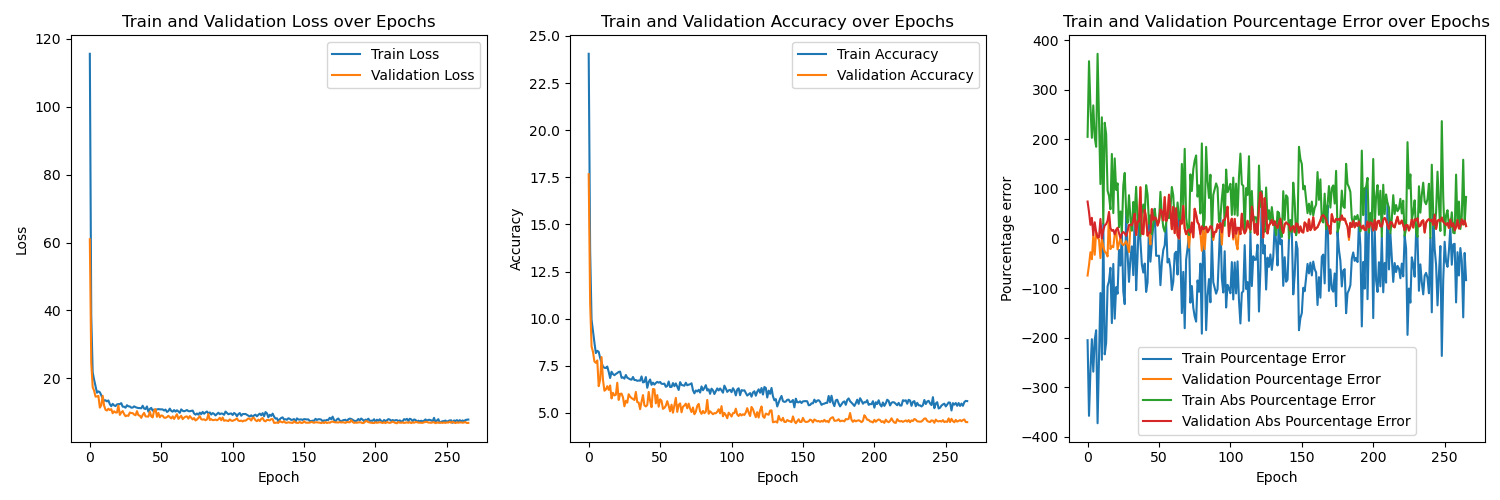 Train and Validation Loss over Epochs
120
100
80
60
40
20
0
50
100
150
200
250
Loss
Epoch
Train Loss
Validation Loss
Train and Validation Accuracy over Epochs
25.0
22.5
20.0
17.5
15.0
12.5
10.0
7.5
5.0
0
50
100
150
200
250
Accuracy
Epoch
Train Accuracy
Validation Accuracy
Train and Validation Pourcentage Error over Epochs
400
300
200
100
0
−100
−200
−300
−400
0
50
100
150
200
250
Pourcentage error
Epoch
Train Pourcentage Error
Validation Pourcentage Error
Train Abs Pourcentage Error
Validation Abs Pourcentage Error